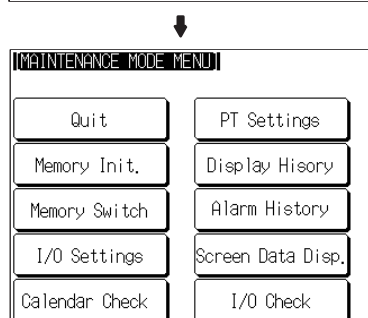 [MAINTENANCE MODE MENU]
Quit PT Settings
Memory Init. Display Hisory
Memory Switch Alarm History
I/O Settings Screen Data Disp.
Calendar Check I/O Check